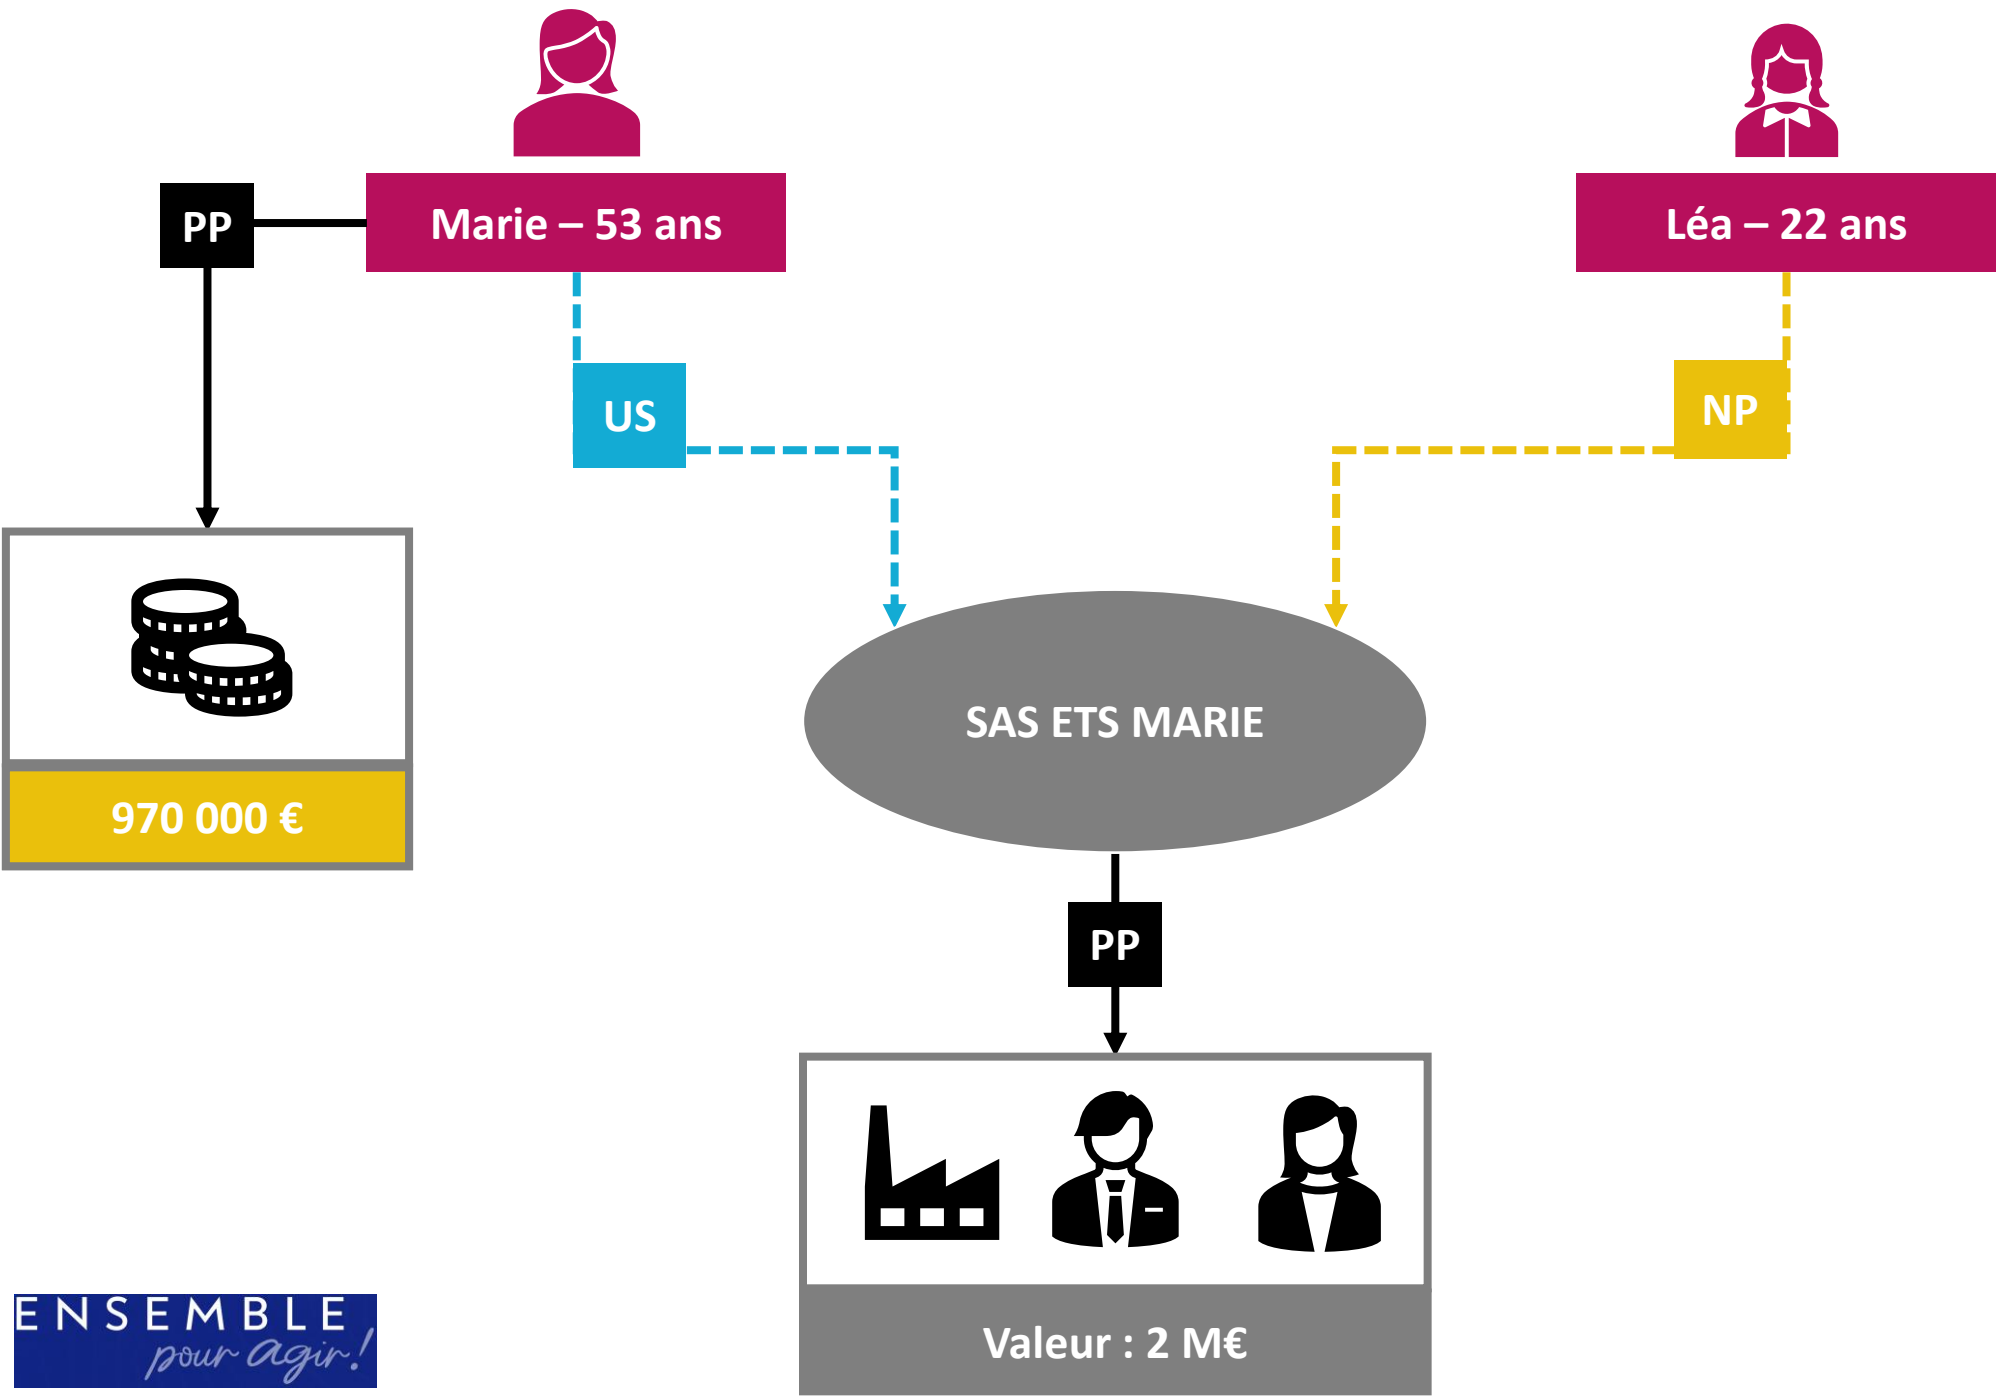 Marie – 53 ans
Léa – 22 ans
PP
US
NP
SAS ETS MARIE
970 000 €
PP
Valeur : 2 M€
ENSEMBLE
pour agir!